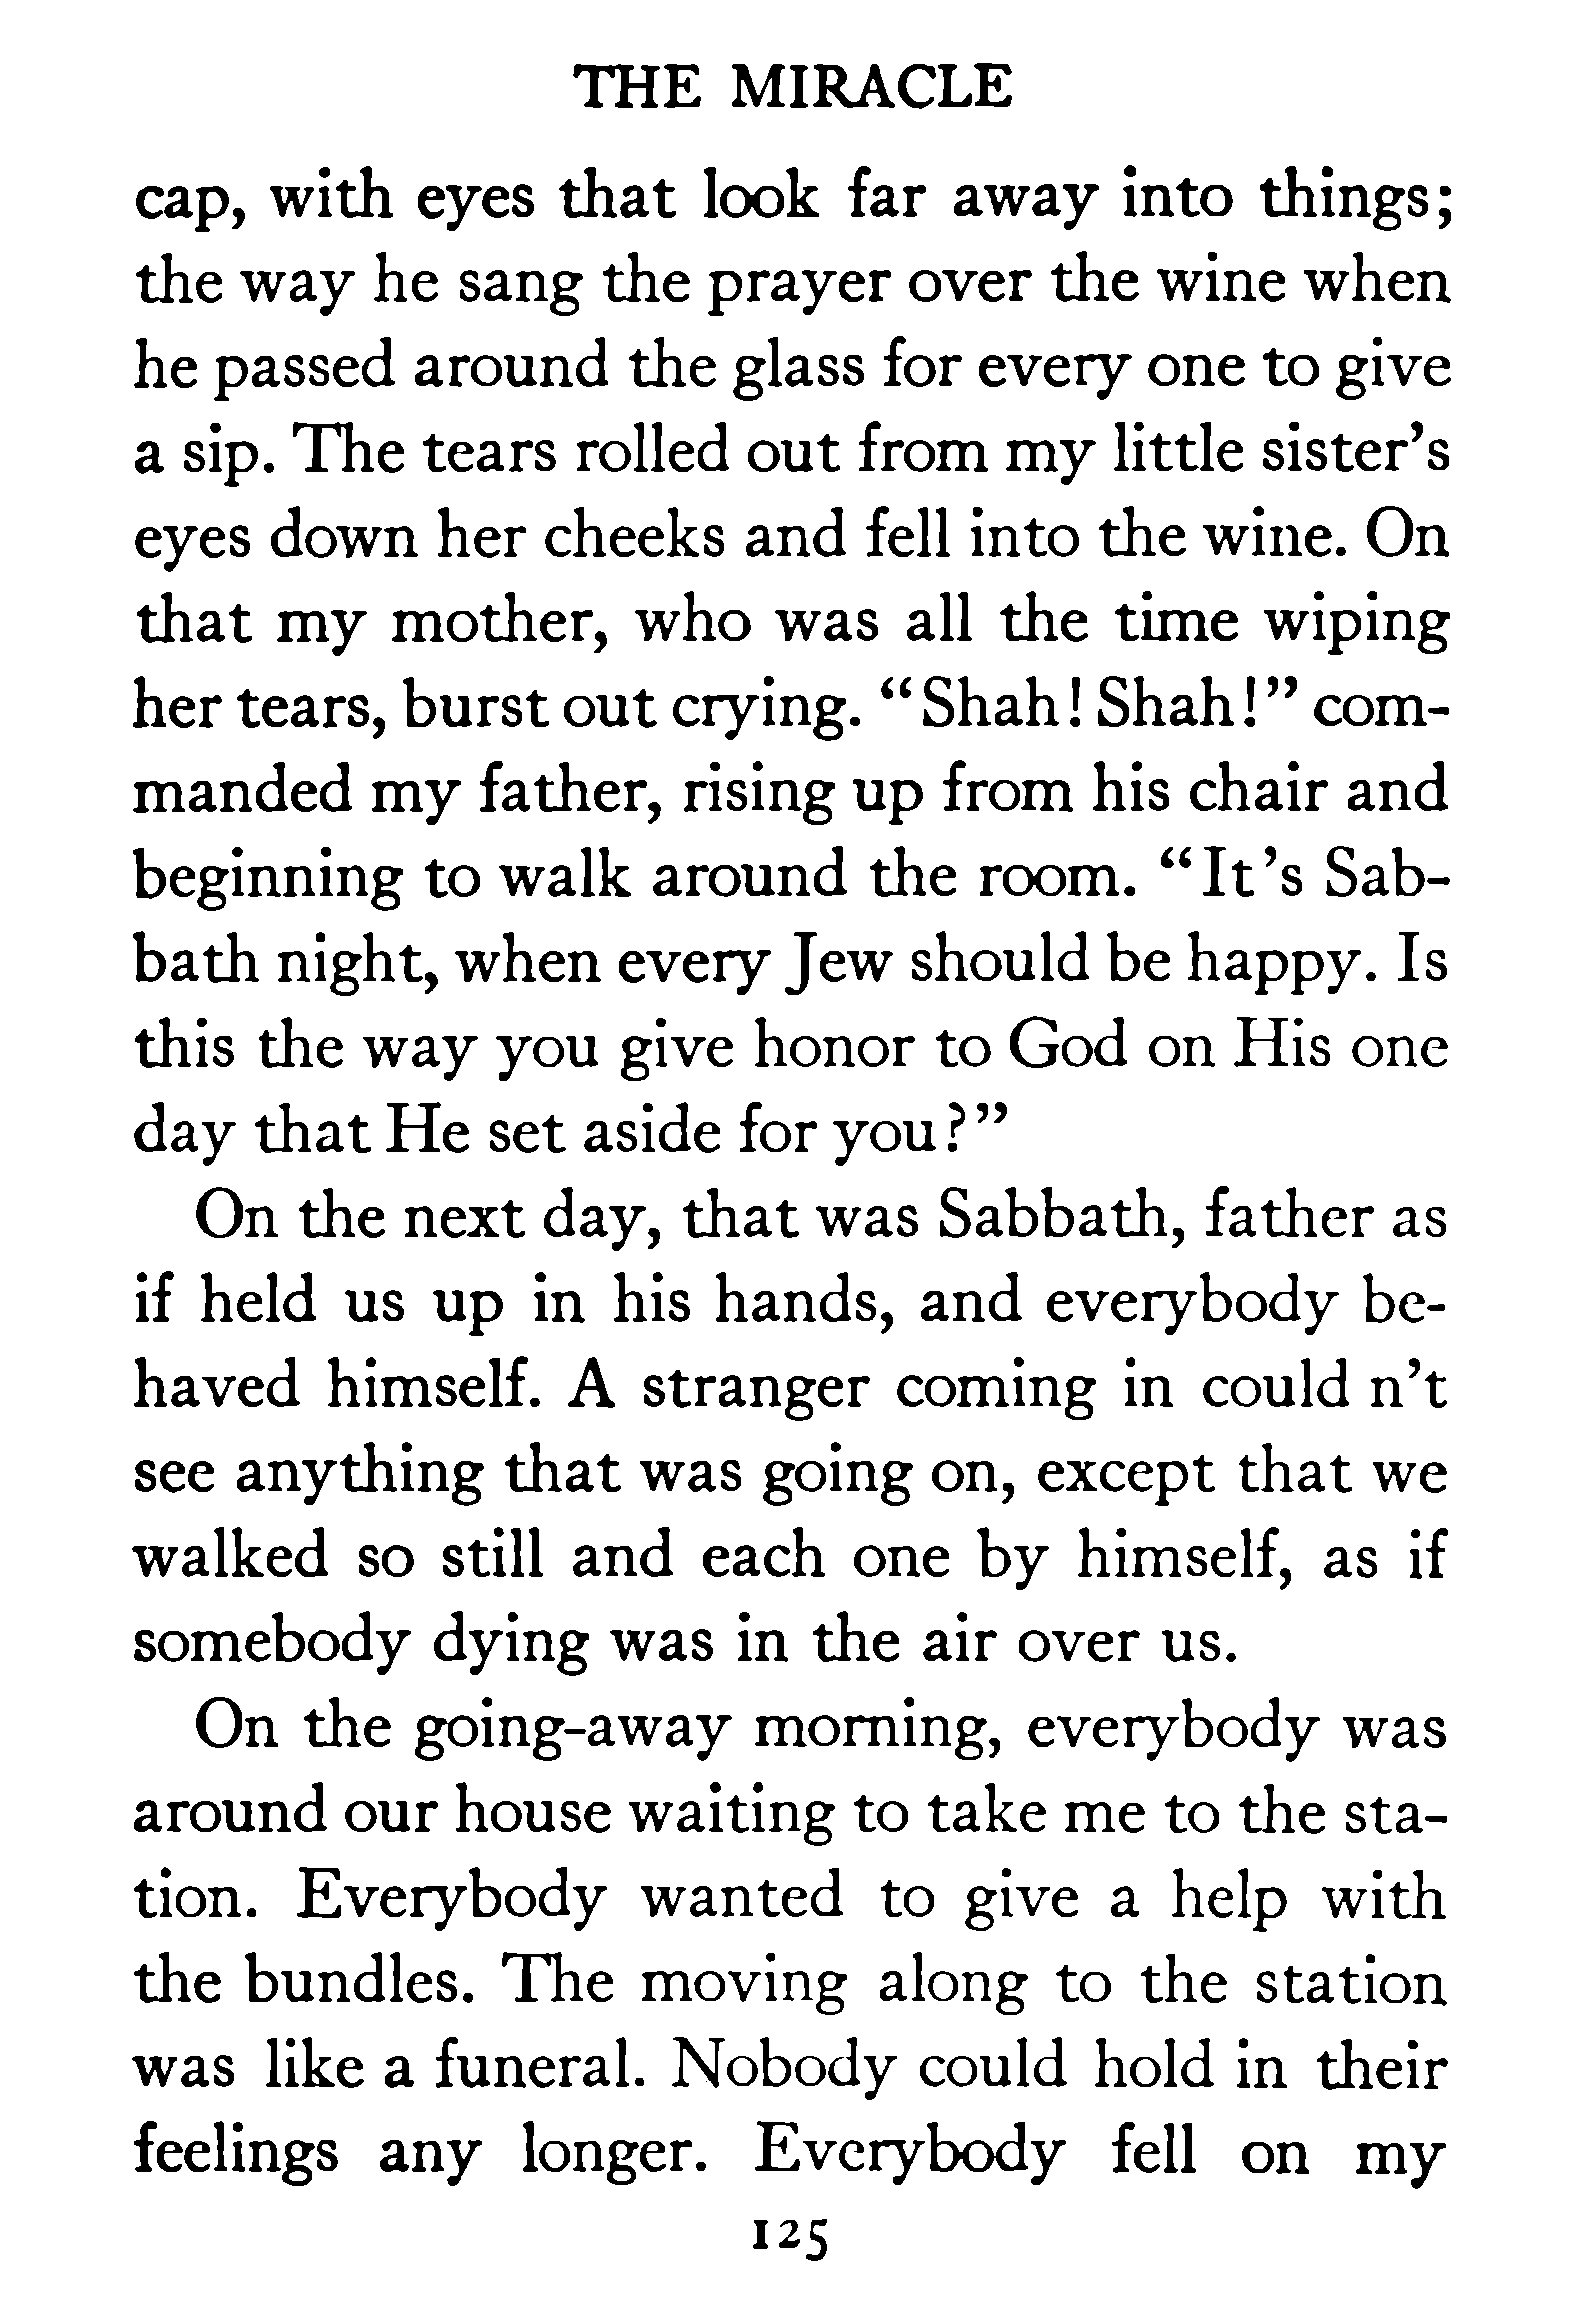 THE MIRACLE
cap, with eyes that look far away into things;
the way he sang the prayer over the wine when
he passed around the glass for every one to give
a sip. The tears rolled out from my little sister's
eyes down her cheeks and fell into the wine. On
that my mother, who was all the time wiping
her tears, burst out crying. "Shah! Shah!" com-
manded my father, rising up from his chair and
beginning to walk around the room. "It's Sab-
bath night, when every Jew should be happy. Is
this the way you give honor to God on His one
day that He set aside for you?"
On the next day, that was Sabbath, father as
if held us up in his hands, and everybody be-
haved himself. A stranger coming in could n't
see anything that was going on, except that we
walked so still and each one by himself, as if
somebody dying was in the air over us.
On the going-away morning, everybody was
around our house waiting to take me to the sta-
tion. Everybody wanted to give a help with
the bundles. The moving along to the station
was like a funeral. Nobody could hold in their
feelings any longer. Everybody fell on my
125